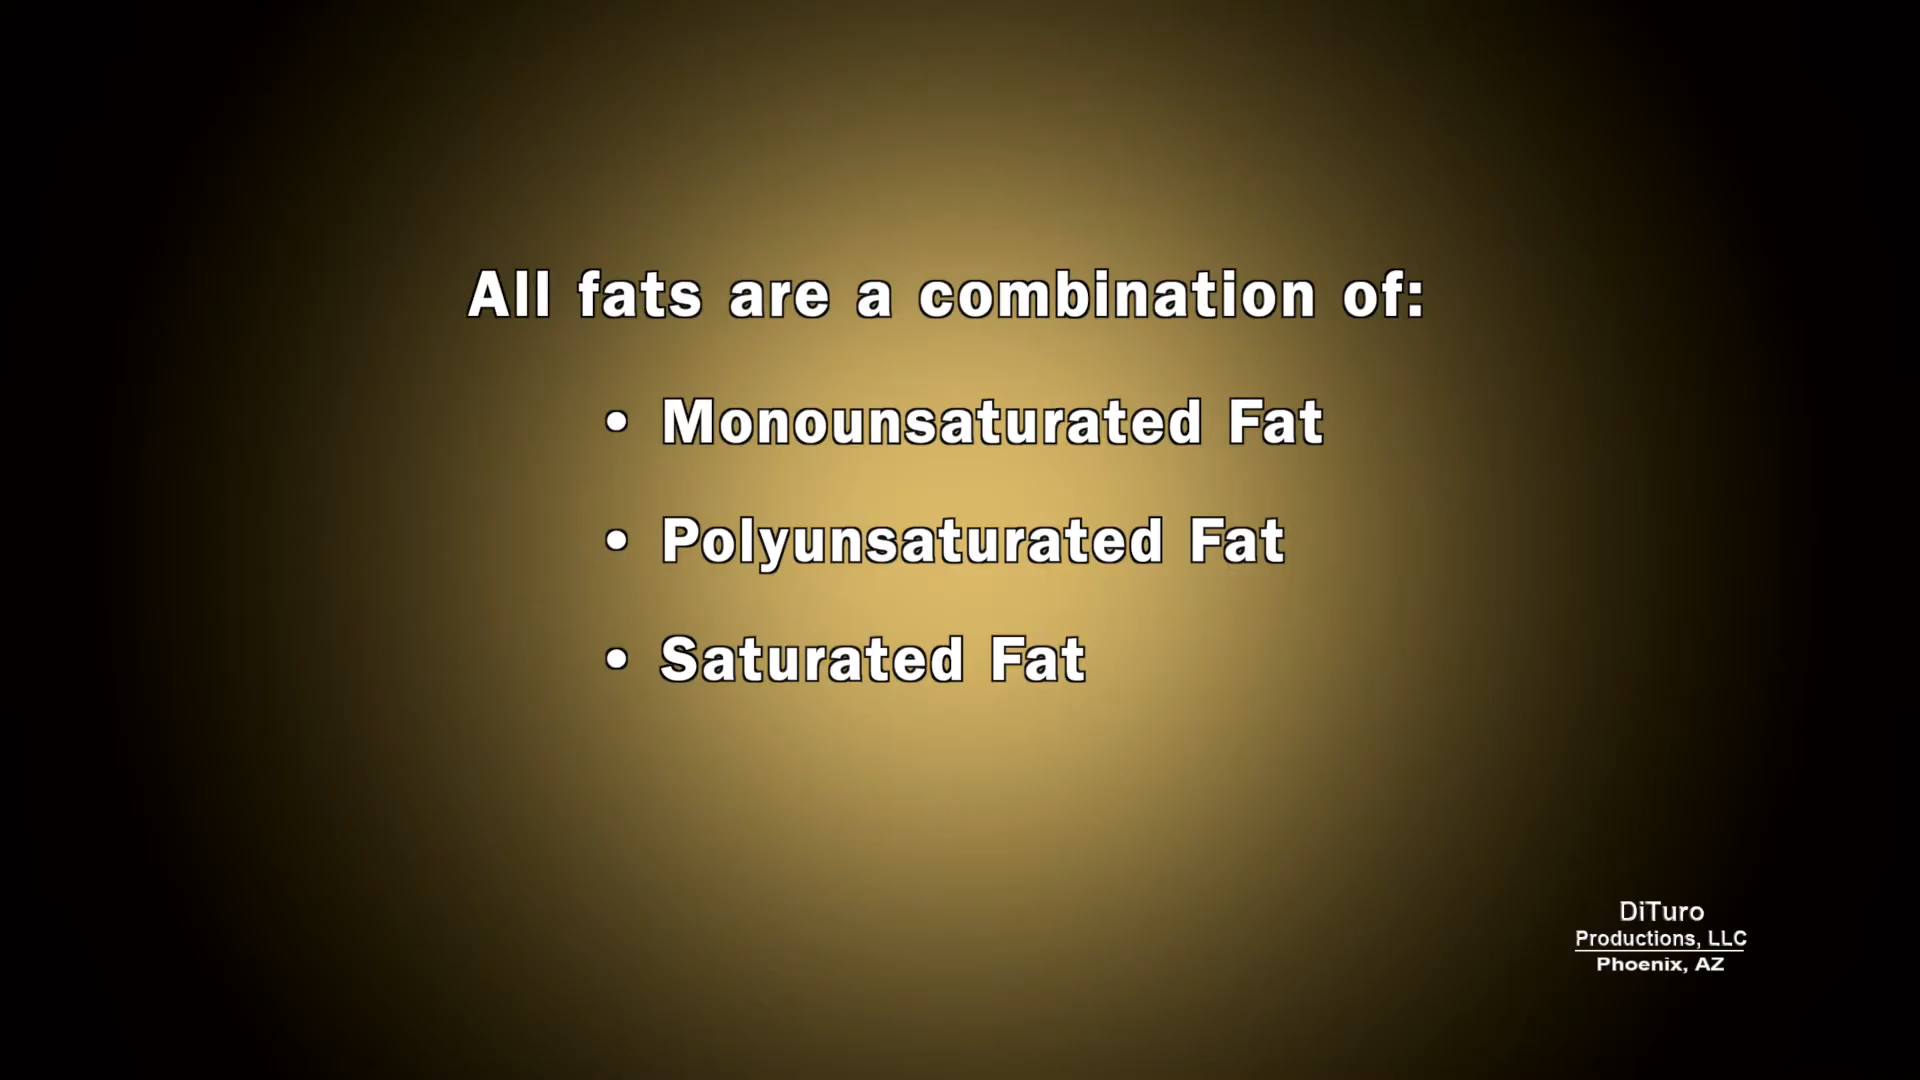 All fats are a combination of:
• Monounsaturated Fat
• Polyunsaturated Fat
• Saturated Fat
DiTuro
Productions, LLC
Phoenix, AZ